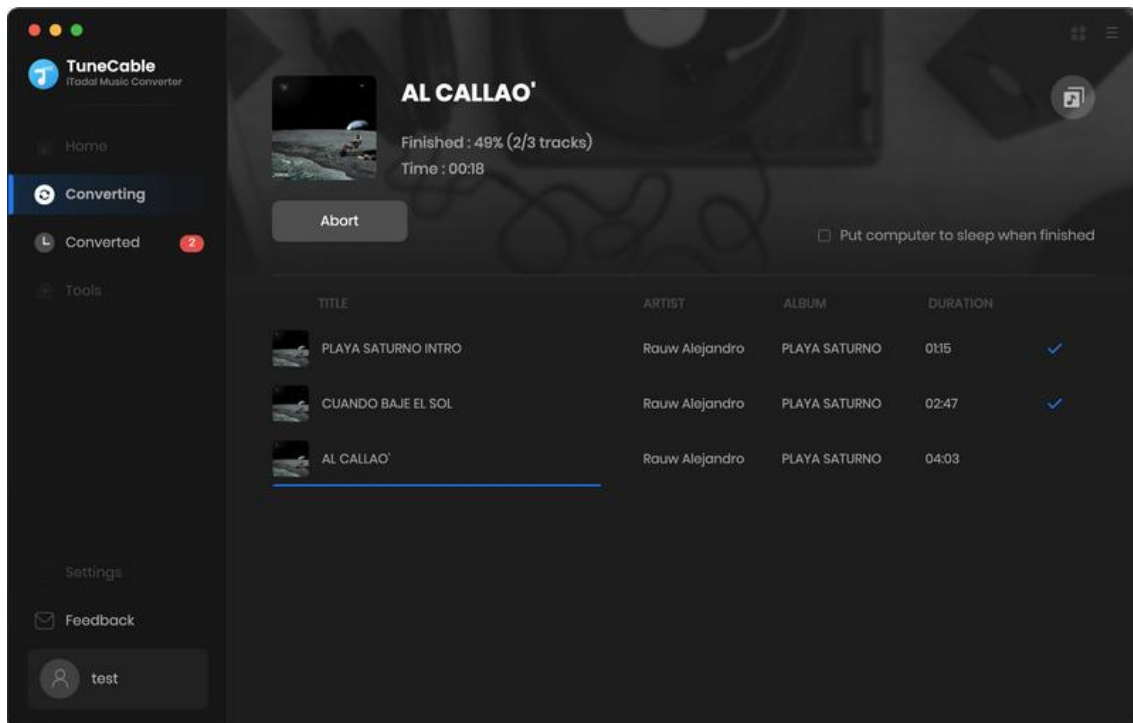 TuneCable
iTadal Music Converter
Home
Converting
Converted 2
Tools
Settings
Feedback
test
AL CALLAO'
Finished : 49% (2/3 tracks)
Time : 00:18
Abort
Put computer to sleep when finished
TITLE ARTIST ALBUM DURATION
PLAYA SATURNO INTRO Rauw Alejandro PLAYA SATURNO 01:15
CUANDO BAJE EL SOL Rauw Alejandro PLAYA SATURNO 02:47
AL CALLAO' Rauw Alejandro PLAYA SATURNO 04:03